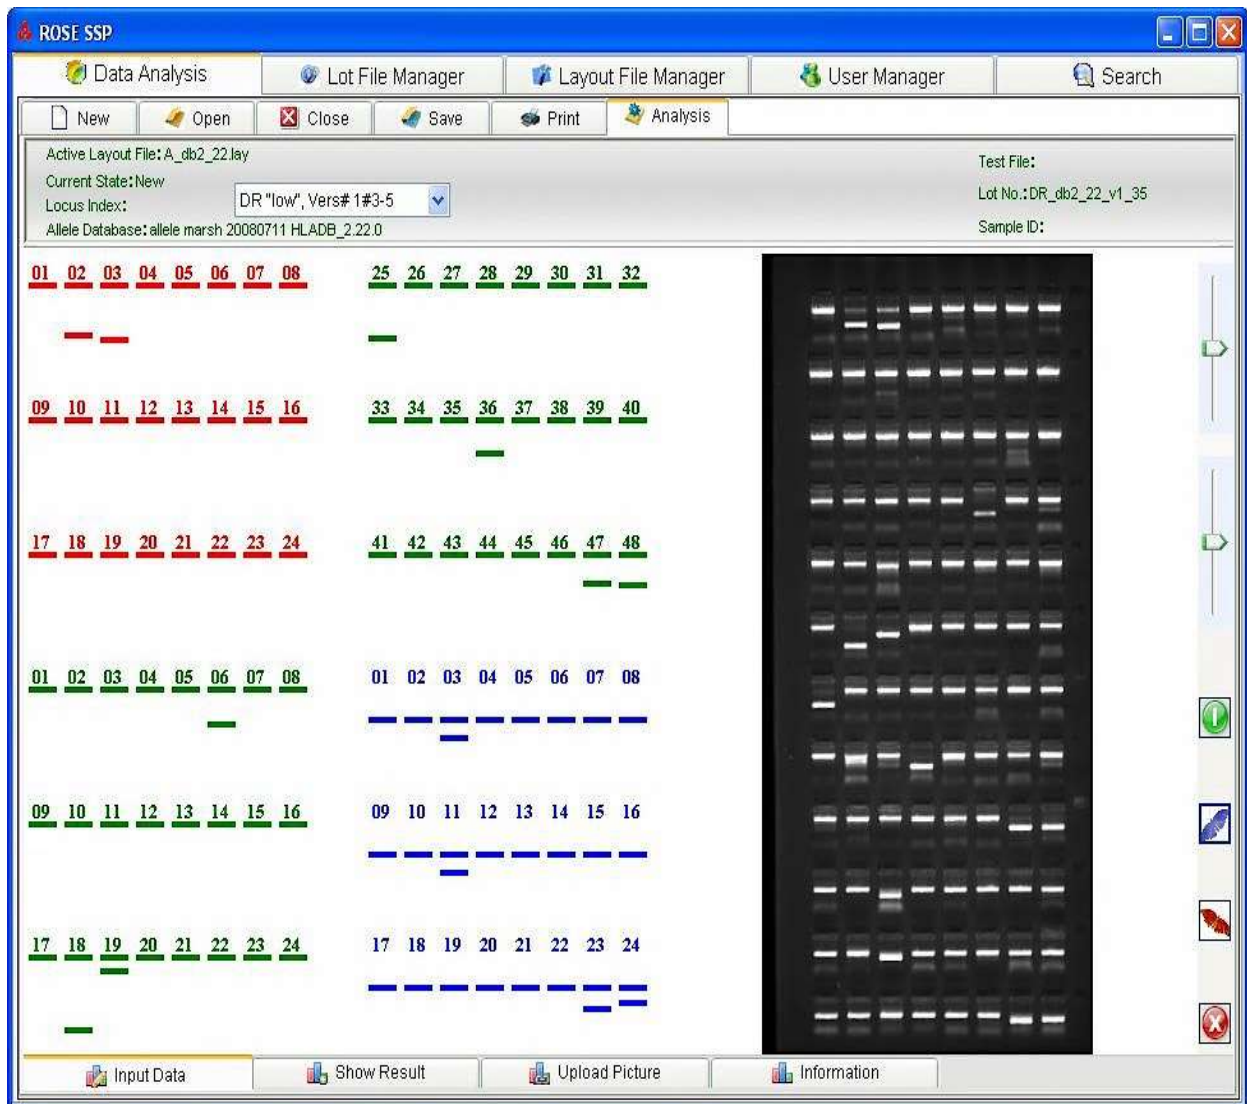 ROSE SSP
Data Analysis Lot File Manager Layout File Manager User Manager Search
New Open Close Save Print Analysis
Active Layout File: A_db2_22.lay
Test File:
Current State: New
DR "low", Vers# 1#3-5
Lot No.: DR_db2_22_v1_35
Locus Index:
Allele Database: allele marsh 20080711 HLADB_2.22.0
Sample ID:
01 02 03 04 05 06 07 08 25 26 27 28 29 30 31 32
09 10 11 12 13 14 15 16 33 34 35 36 37 38 39 40
17 18 19 20 21 22 23 24 41 42 43 44 45 46 47 48
01 02 03 04 05 06 07 08 01 02 03 04 05 06 07 08
09 10 11 12 13 14 15 16 09 10 11 12 13 14 15 16
17 18 19 20 21 22 23 24 17 18 19 20 21 22 23 24
Input Data Show Result Upload Picture Information